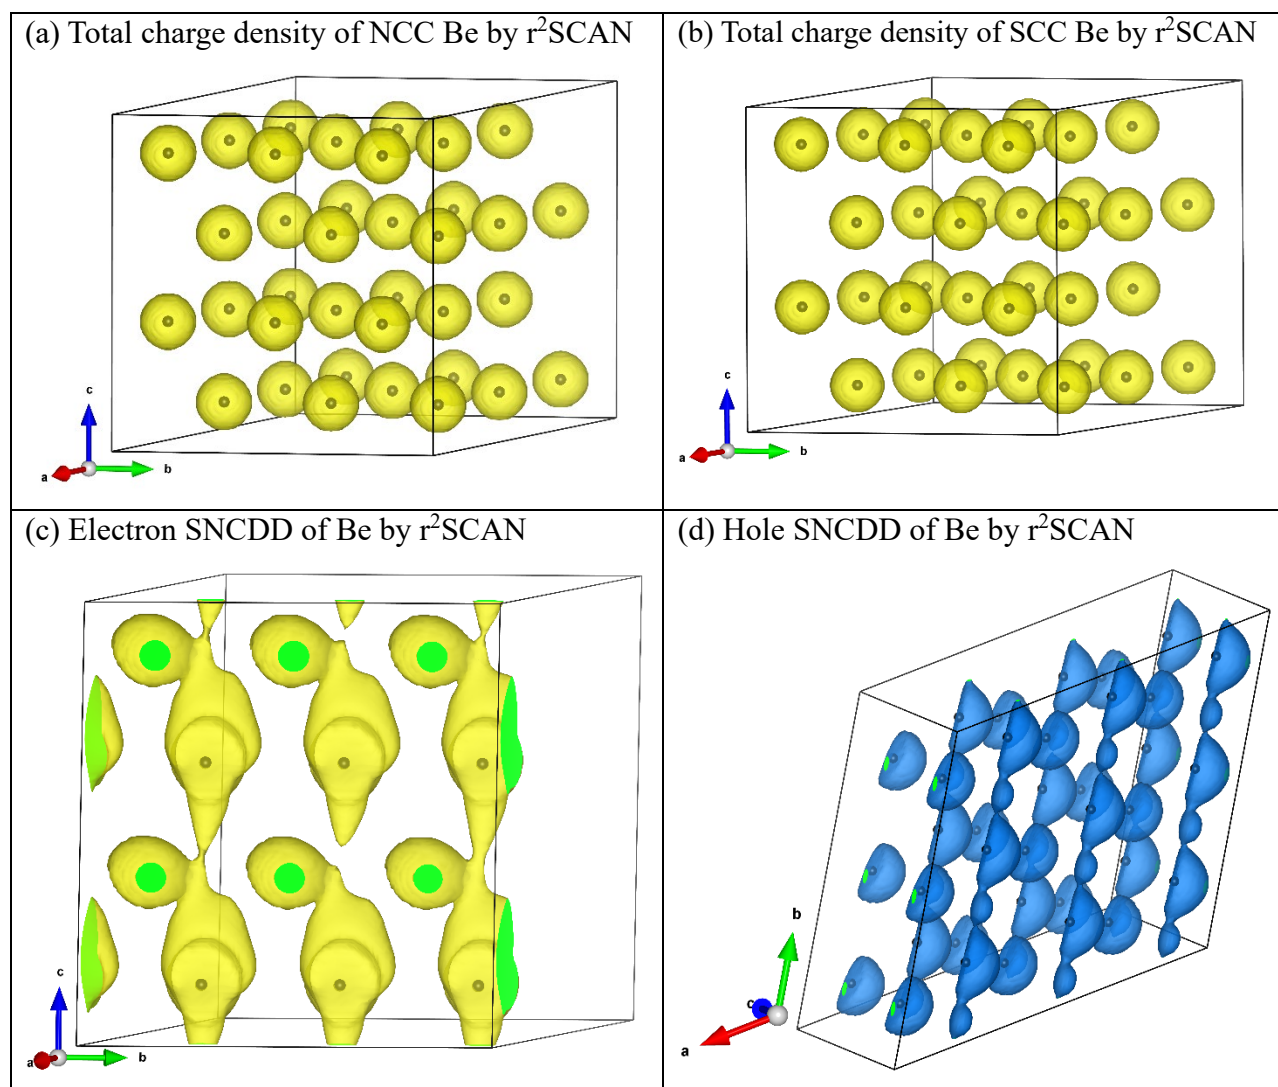 (a) Total charge density of NCC Be by r²SCAN
(b) Total charge density of SCC Be by r²SCAN
c
a
b
c
a
b
(c) Electron SNCDD of Be by r²SCAN
(d) Hole SNCDD of Be by r²SCAN
c
a
b
b
c
a